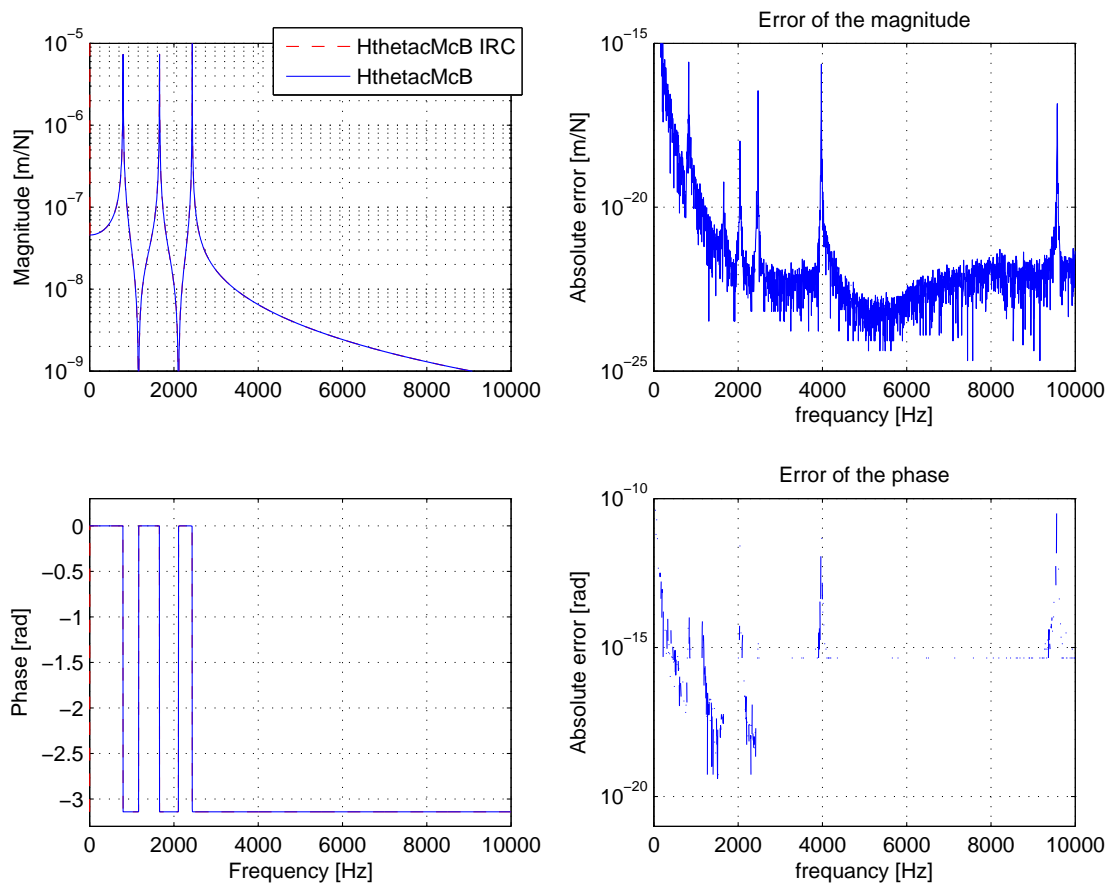 HthetacMcB IRC
HthetacMcB
10^-5
10^-6
10^-7
10^-8
10^-9
Magnitude [m/N]
0 2000 4000 6000 8000 10000
Error of the magnitude
10^-15
10^-20
10^-25
Absolute error [m/N]
0 2000 4000 6000 8000 10000
frequancy [Hz]
0
-0.5
-1
-1.5
-2
-2.5
-3
Phase [rad]
0 2000 4000 6000 8000 10000
Frequency [Hz]
Error of the phase
10^-10
10^-15
10^-20
Absolute error [rad]
0 2000 4000 6000 8000 10000
frequancy [Hz]